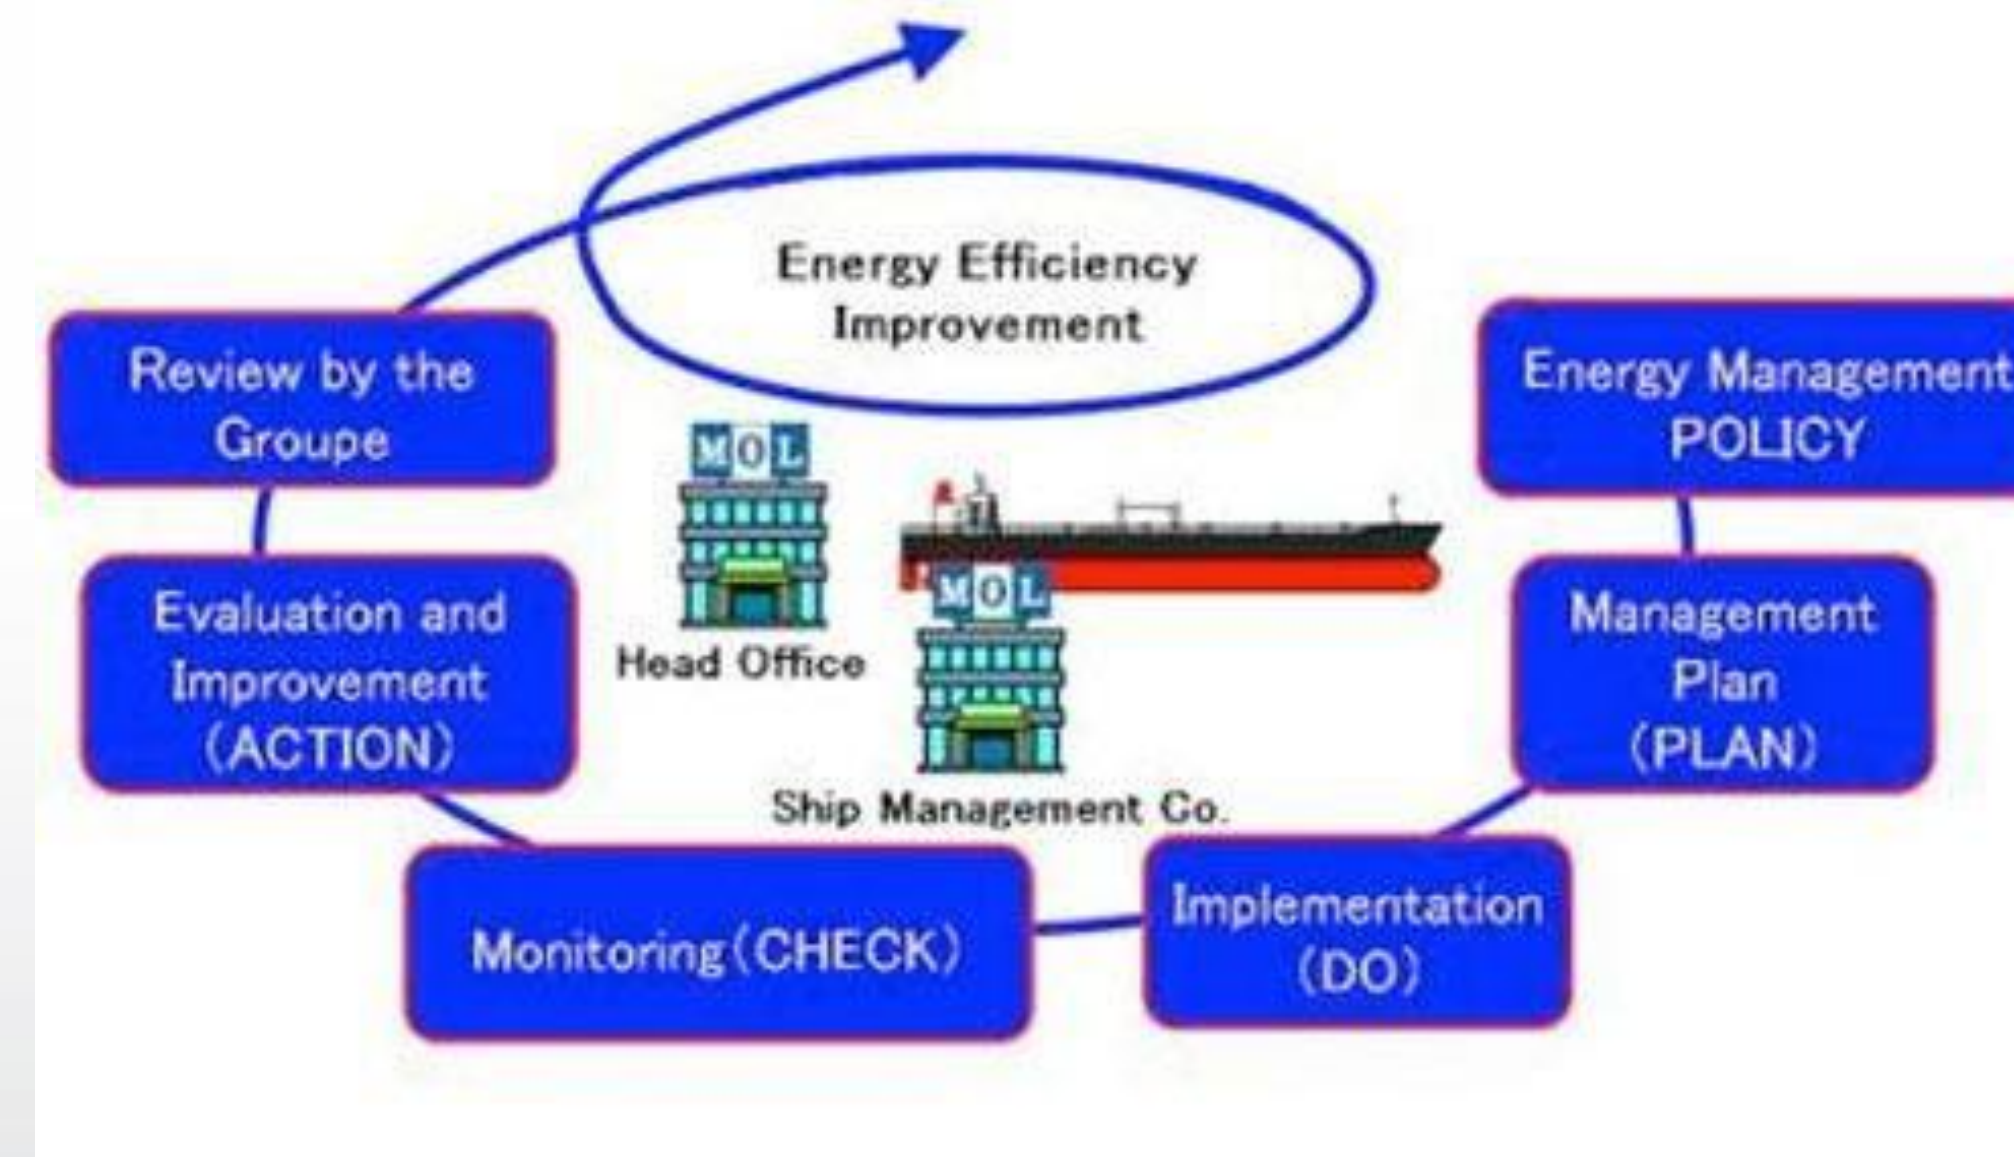 Energy Efficiency
Improvement
Review by the
Groupe
Energy Management
POLICY
MOL
Head Office
MOL
Ship Management Co.
Evaluation and
Improvement
(ACTION)
Management
Plan
(PLAN)
Monitoring(CHECK)
Implementation
(DO)